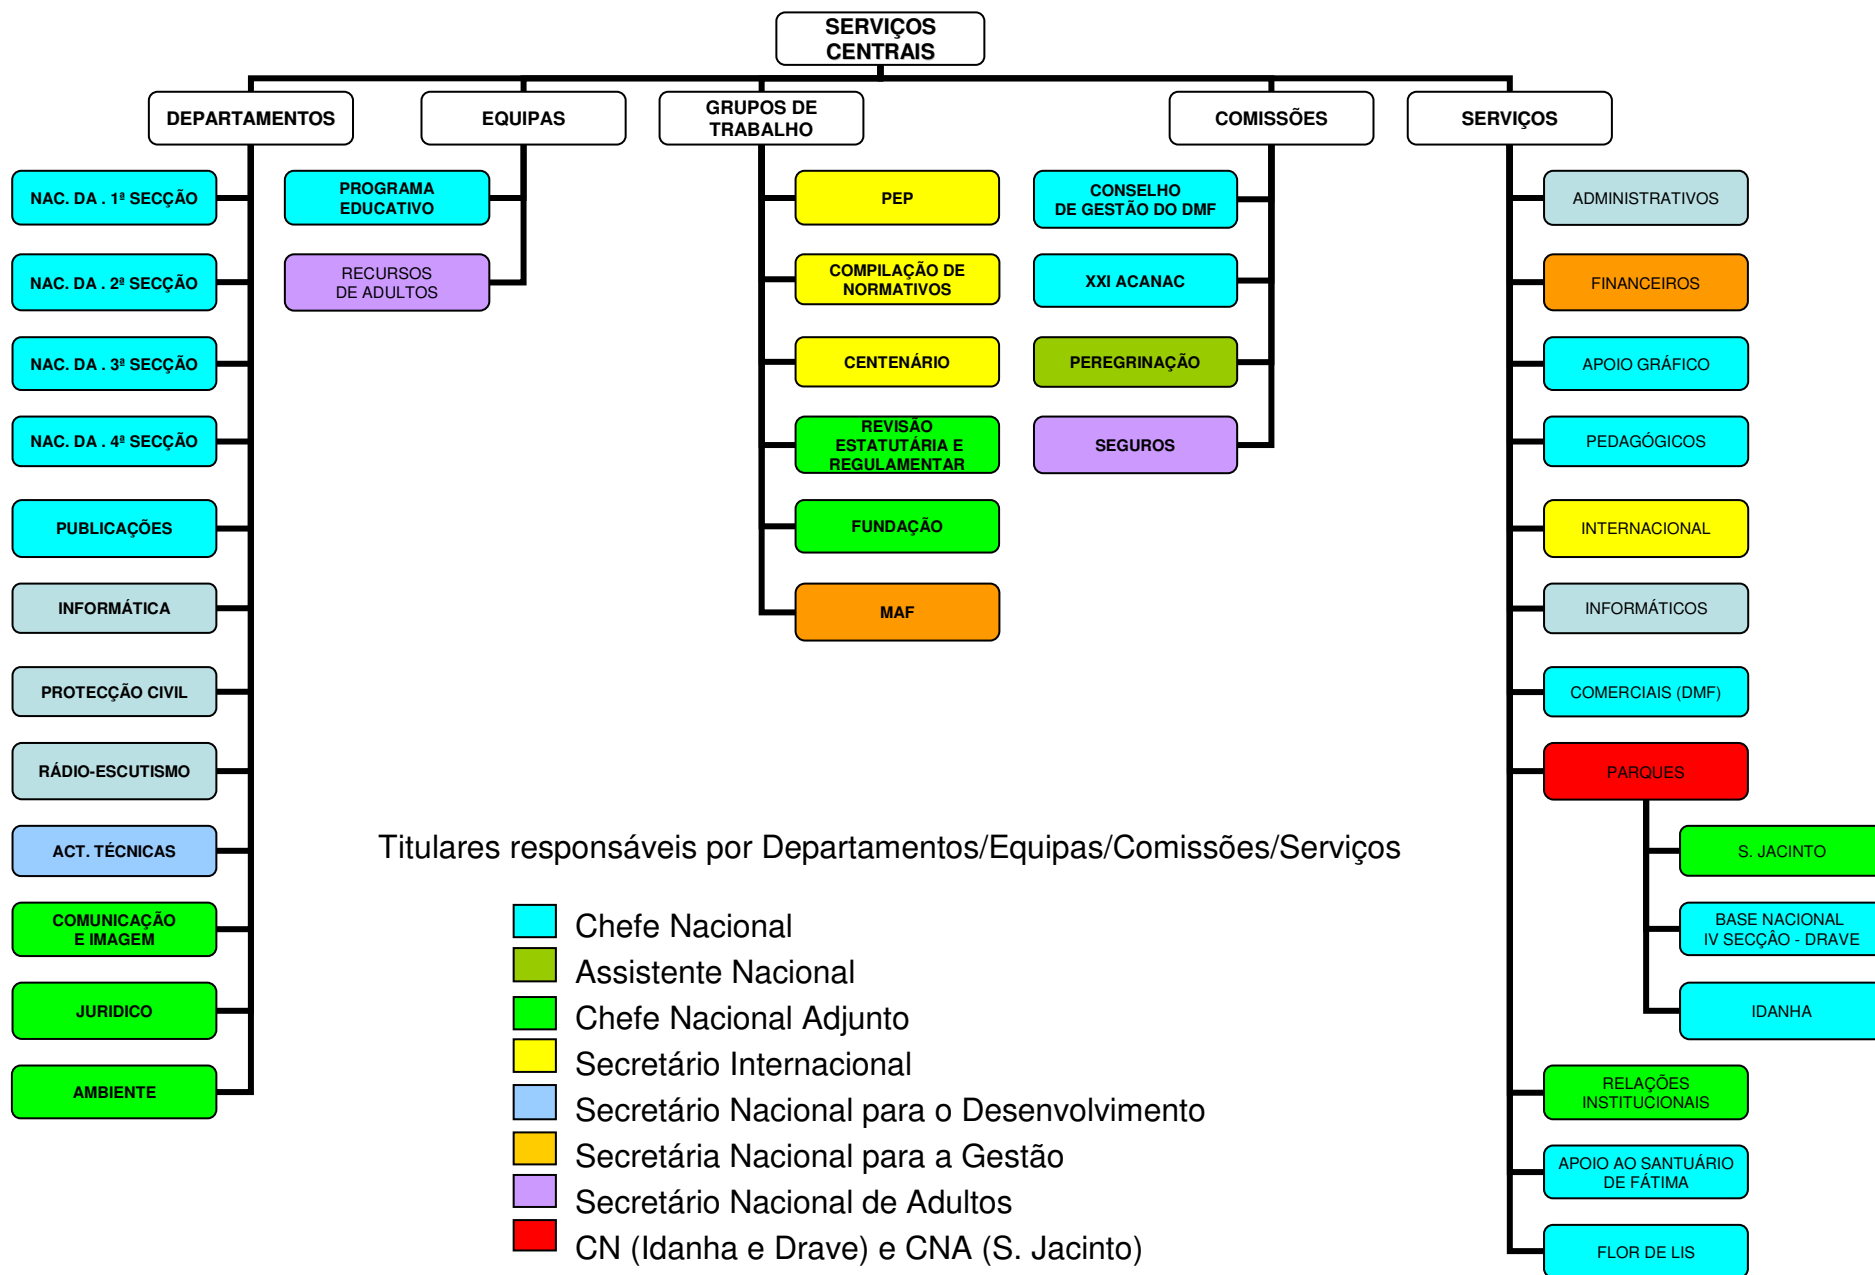 SERVIÇOS
CENTRAIS
DEPARTAMENTOS
EQUIPAS
GRUPOS DE
TRABALHO
COMISSÕES
SERVIÇOS
NAC. DA . 1ª SECÇÃO
NAC. DA . 2ª SECÇÃO
NAC. DA . 3ª SECÇÃO
NAC. DA . 4ª SECÇÃO
PUBLICAÇÕES
INFORMÁTICA
PROTECÇÃO CIVIL
RÁDIO-ESCUTISMO
ACT. TÉCNICAS
COMUNICAÇÃO
E IMAGEM
JURIDICO
AMBIENTE
PROGRAMA
EDUCATIVO
RECURSOS
DE ADULTOS
PEP
COMPILAÇÃO DE
NORMATIVOS
CENTENÁRIO
REVISÃO
ESTATUTÁRIA E
REGULAMENTAR
FUNDAÇÃO
MAF
CONSELHO
DE GESTÃO DO DMF
XXI ACANAC
PEREGRINAÇÃO
SEGUROS
ADMINISTRATIVOS
FINANCEIROS
APOIO GRÁFICO
PEDAGÓGICOS
INTERNACIONAL
INFORMÁTICOS
COMERCIAIS (DMF)
PARQUES
S. JACINTO
BASE NACIONAL
IV SECÇÂO - DRAVE
IDANHA
RELAÇÕES
INSTITUCIONAIS
APOIO AO SANTUÁRIO
DE FÁTIMA
FLOR DE LIS
Titulares responsáveis por Departamentos/Equipas/Comissões/Serviços
Chefe Nacional
Assistente Nacional
Chefe Nacional Adjunto
Secretário Internacional
Secretário Nacional para o Desenvolvimento
Secretária Nacional para a Gestão
Secretário Nacional de Adultos
CN (Idanha e Drave) e CNA (S. Jacinto)